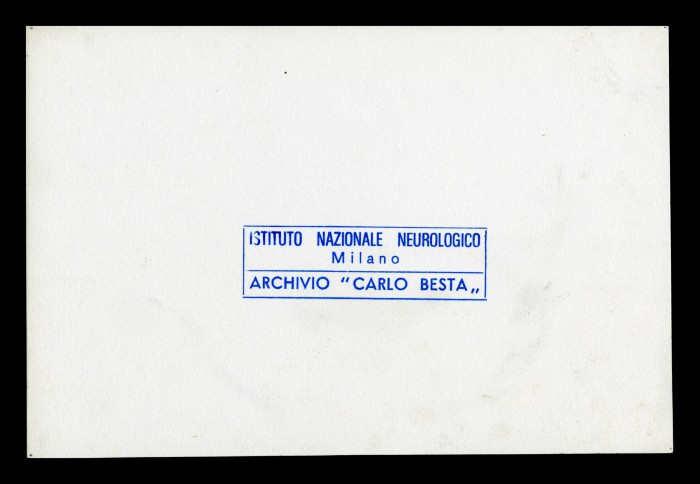 ISTITUTO NAZIONALE NEUROLOGICO
Milano
ARCHIVIO "CARLO BESTA„